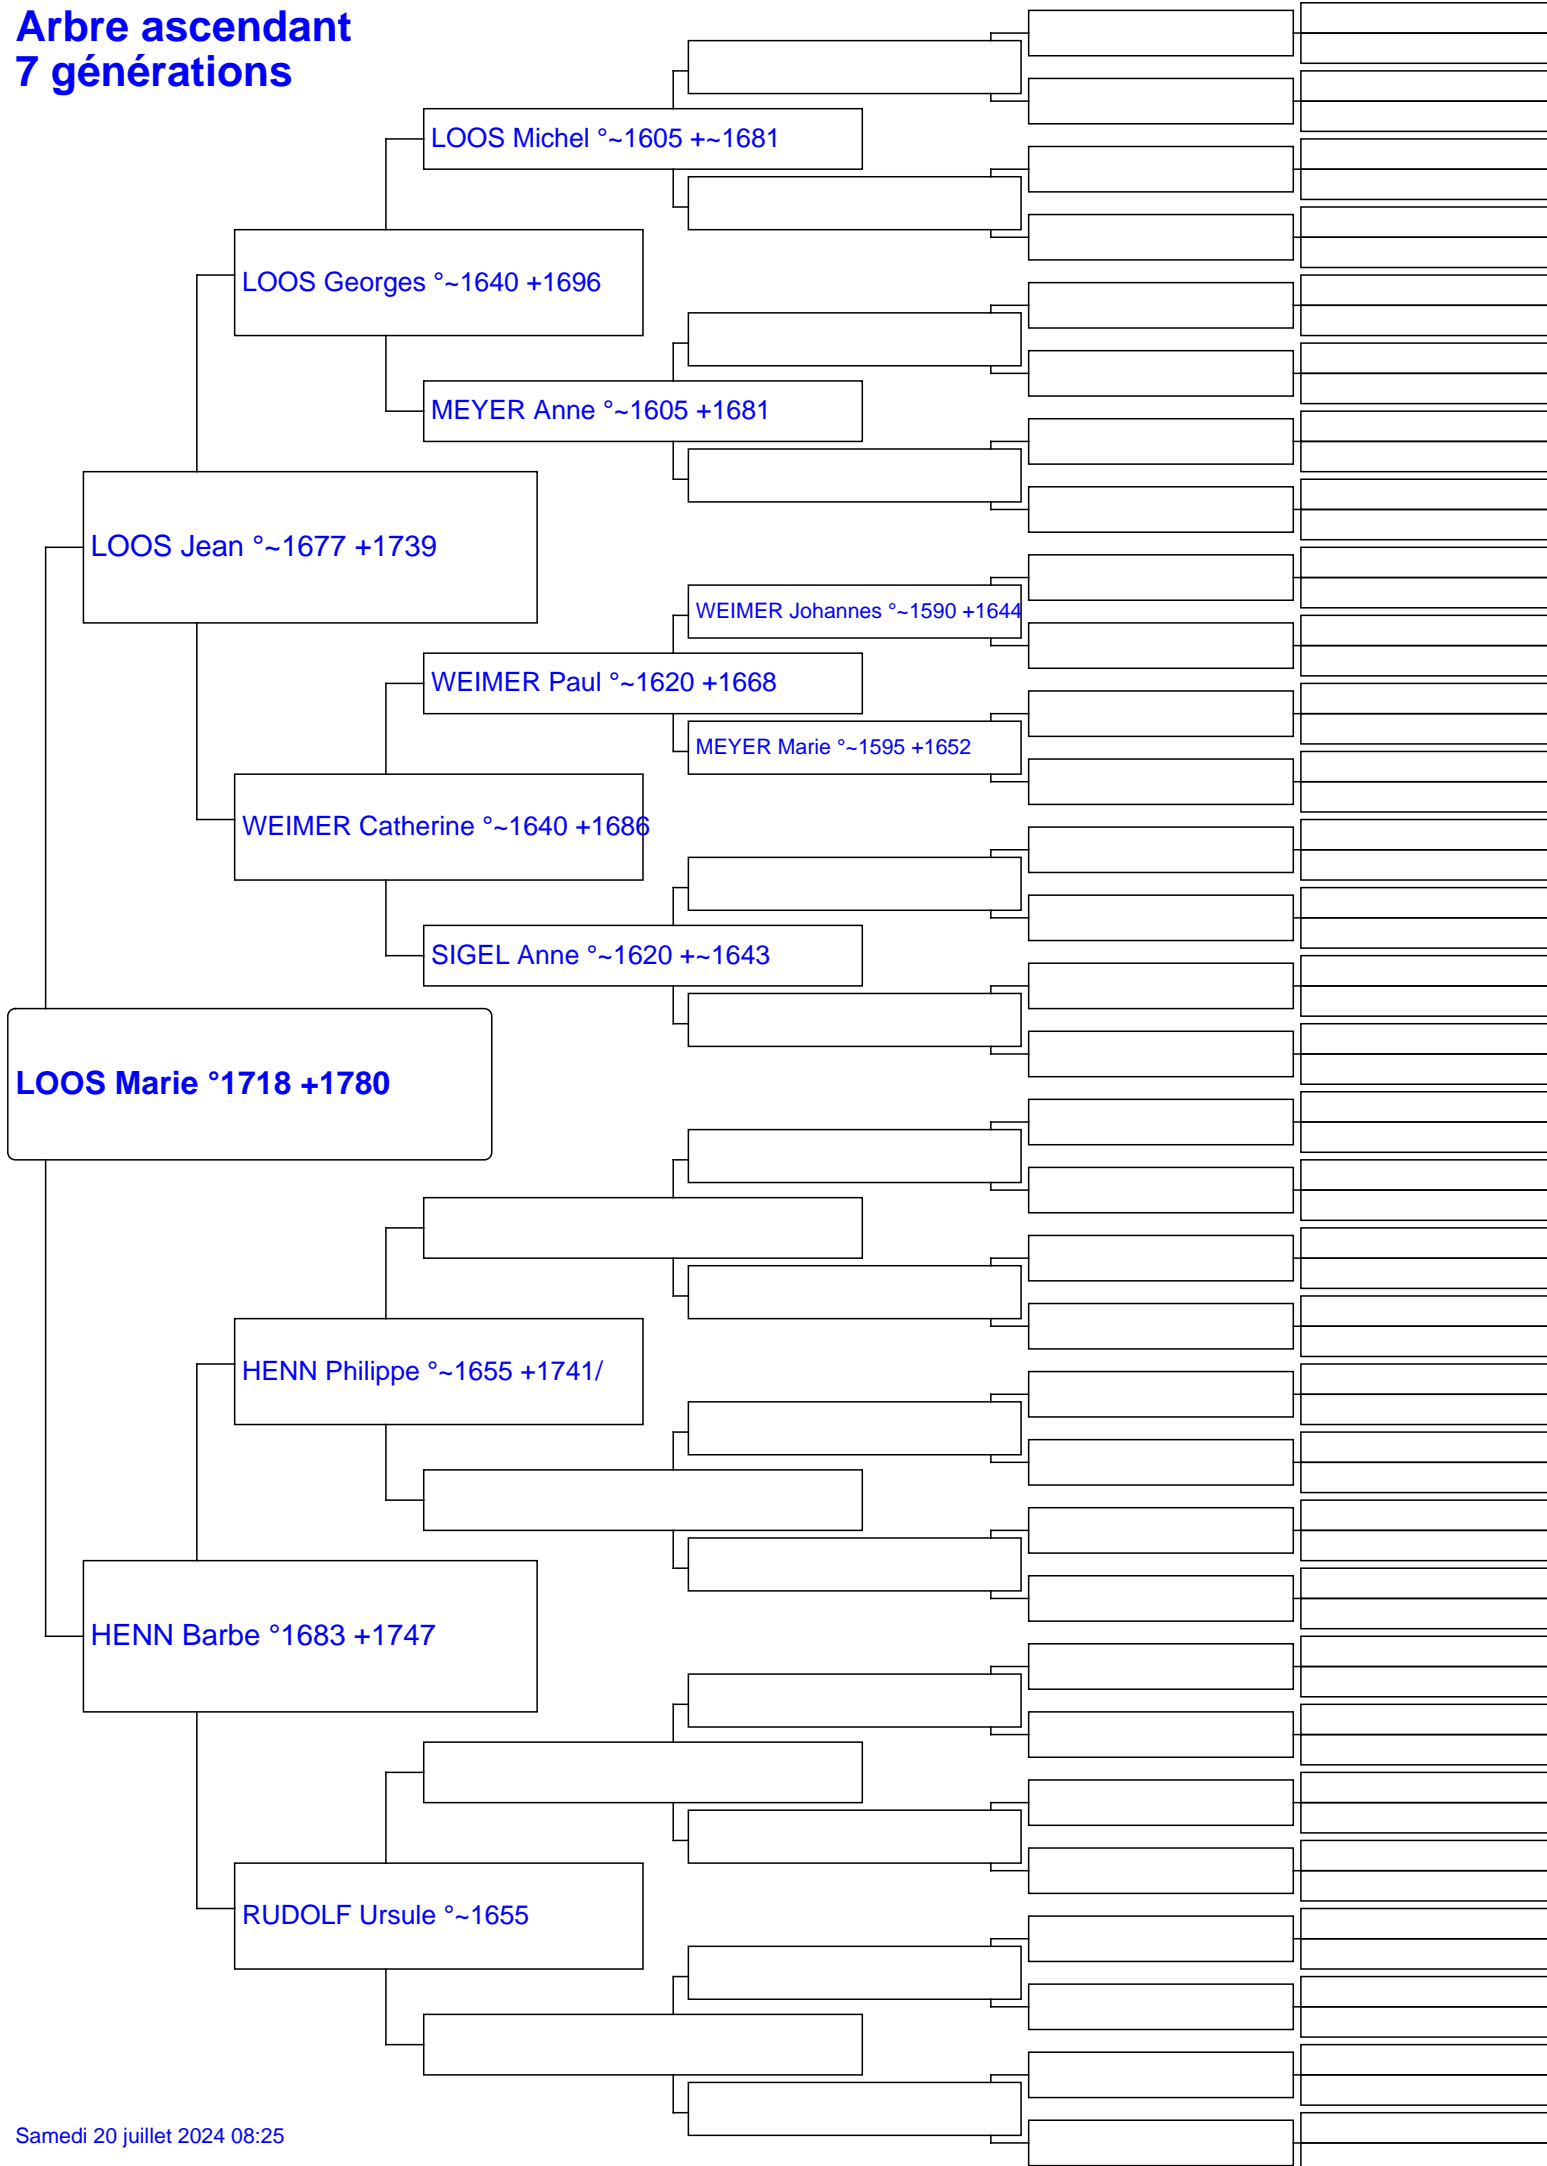 Arbre ascendant
7 générations
LOOS Michel °~1605 +~1681
LOOS Georges °~1640 +1696
MEYER Anne °~1605 +1681
LOOS Jean °~1677 +1739
WEIMER Johannes °~1590 +1644
WEIMER Paul °~1620 +1668
MEYER Marie °~1595 +1652
WEIMER Catherine °~1640 +1686
SIGEL Anne °~1620 +~1643
LOOS Marie °1718 +1780
HENN Philippe °~1655 +1741/
HENN Barbe °1683 +1747
RUDOLF Ursule °~1655
Samedi 20 juillet 2024 08:25